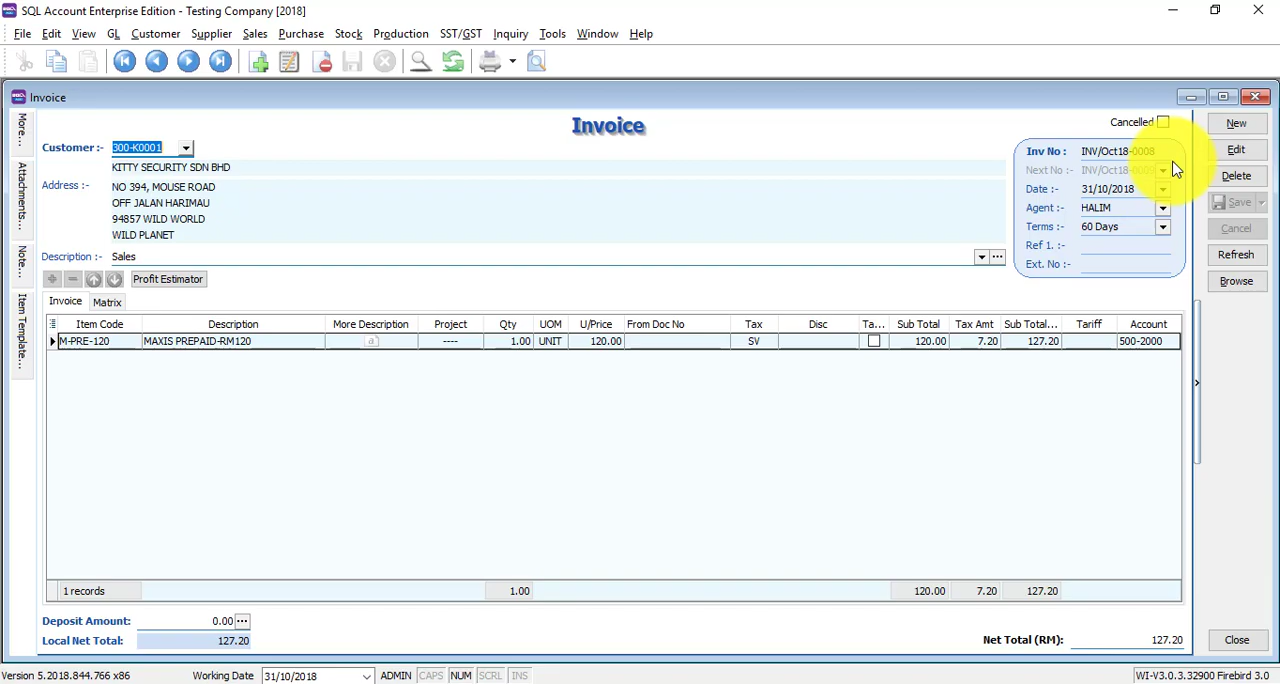 SQL Account Enterprise Edition - Testing Company [2018]
File Edit View GL Customer Supplier Sales Purchase Stock Production SST/GST Inquiry Tools Window Help
Invoice
More...
Attachments...
Note...
Item Template...
Invoice
Cancelled
Customer :- 300-K0001
KITTY SECURITY SDN BHD
Address :- NO 394, MOUSE ROAD
OFF JALAN HARIMAU
94857 WILD WORLD
WILD PLANET
Description :- Sales
Inv No : INV/Oct18-0008
Next No :- INV/Oct18-
Date :- 31/10/2018
Agent :- HALIM
Terms :- 60 Days
Ref 1. :-
Ext. No :-
New
Edit
Delete
Save
Cancel
Refresh
Browse
Profit Estimator
Invoice Matrix
Item Code Description More Description Project Qty UOM U/Price From Doc No Tax Disc Ta... Sub Total Tax Amt Sub Total... Tariff Account
M-PRE-120 MAXIS PREPAID-RM120 ---- 1.00 UNIT 120.00 SV 120.00 7.20 127.20 500-2000
1 records 1.00 120.00 7.20 127.20
Deposit Amount: 0.00
Local Net Total: 127.20
Net Total (RM): 127.20
Close
Version 5.2018.844.766 x86 Working Date 31/10/2018 ADMIN CAPS NUM SCRL INS WI-V3.0.3.32900 Firebird 3.0